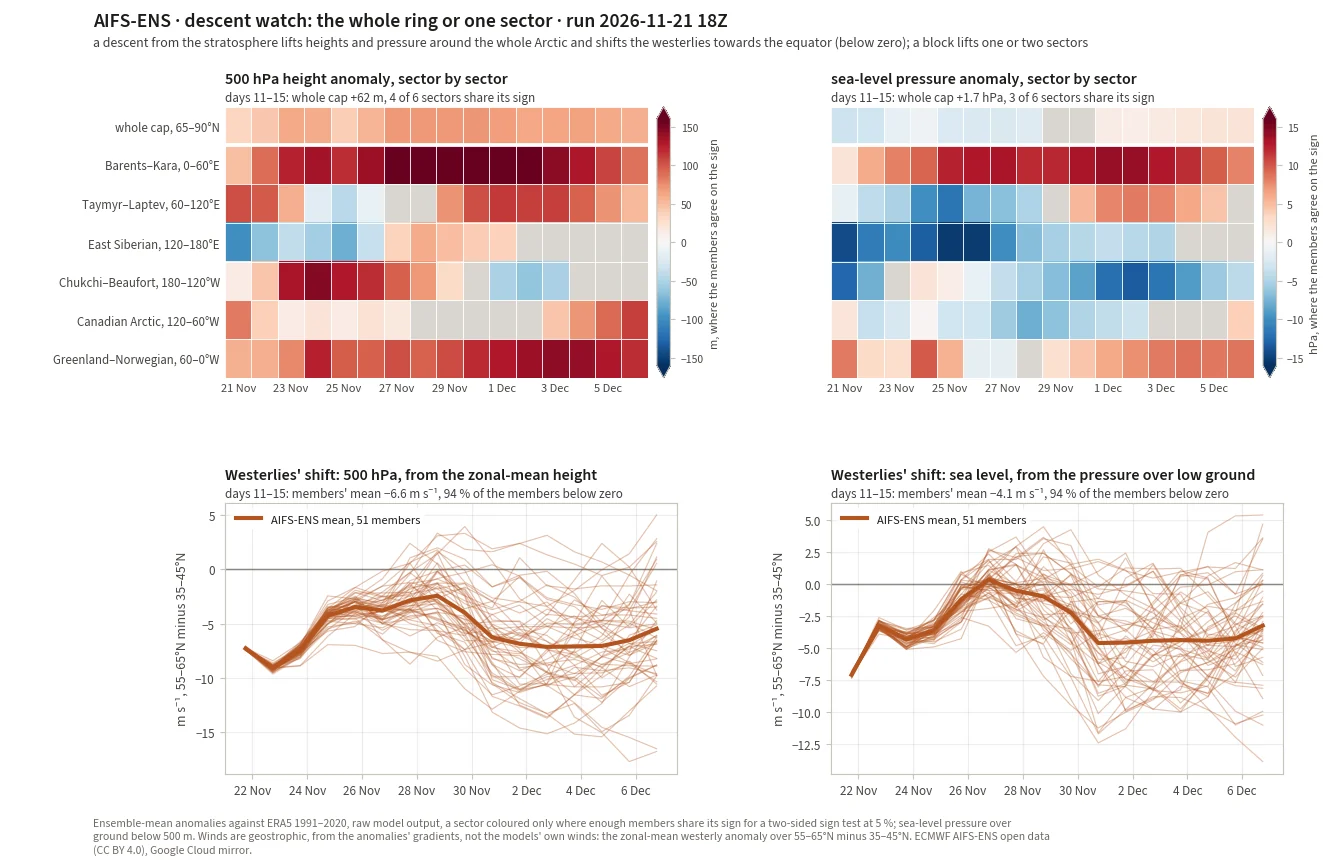 AIFS-ENS · descent watch: the whole ring or one sector · run 2026-11-21 18Z
a descent from the stratosphere lifts heights and pressure around the whole Arctic and shifts the westerlies towards the equator (below zero); a block lifts one or two sectors
500 hPa height anomaly, sector by sector
days 11–15: whole cap +62 m, 4 of 6 sectors share its sign
whole cap, 65–90°N
Barents–Kara, 0–60°E
Taymyr–Laptev, 60–120°E
East Siberian, 120–180°E
Chukchi–Beaufort, 180–120°W
Canadian Arctic, 120–60°W
Greenland–Norwegian, 60–0°W
21 Nov 23 Nov 25 Nov 27 Nov 29 Nov 1 Dec 3 Dec 5 Dec
150
100
50
0
−50
−100
−150
m, where the members agree on the sign
sea-level pressure anomaly, sector by sector
days 11–15: whole cap +1.7 hPa, 3 of 6 sectors share its sign
21 Nov 23 Nov 25 Nov 27 Nov 29 Nov 1 Dec 3 Dec 5 Dec
15
10
5
0
−5
−10
−15
hPa, where the members agree on the sign
Westerlies' shift: 500 hPa, from the zonal-mean height
days 11–15: members' mean −6.6 m s⁻¹, 94 % of the members below zero
AIFS-ENS mean, 51 members
m s⁻¹, 55–65°N minus 35–45°N
5
0
−5
−10
−15
22 Nov 24 Nov 26 Nov 28 Nov 30 Nov 2 Dec 4 Dec 6 Dec
Westerlies' shift: sea level, from the pressure over low ground
days 11–15: members' mean −4.1 m s⁻¹, 94 % of the members below zero
AIFS-ENS mean, 51 members
m s⁻¹, 55–65°N minus 35–45°N
5.0
2.5
0.0
−2.5
−5.0
−7.5
−10.0
−12.5
22 Nov 24 Nov 26 Nov 28 Nov 30 Nov 2 Dec 4 Dec 6 Dec
Ensemble-mean anomalies against ERA5 1991–2020, raw model output, a sector coloured only where enough members share its sign for a two-sided sign test at 5 %; sea-level pressure over
ground below 500 m. Winds are geostrophic, from the anomalies' gradients, not the models' own winds: the zonal-mean westerly anomaly over 55–65°N minus 35–45°N. ECMWF AIFS-ENS open data
(CC BY 4.0), Google Cloud mirror.